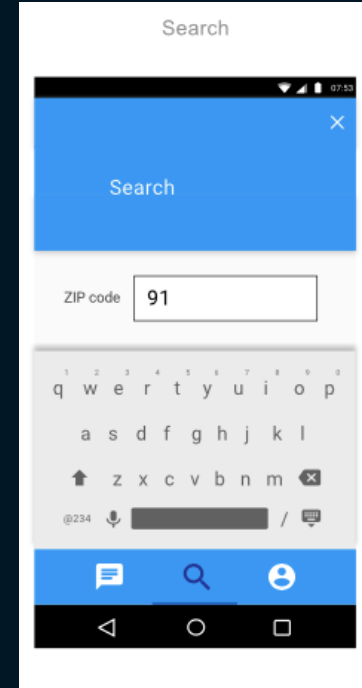 Search
07:53
Search
ZIP code 91
1 2 3 4 5 6 7 8 9 0
q w e r t y u i o p
a s d f g h j k l
z x c v b n m
@234 /